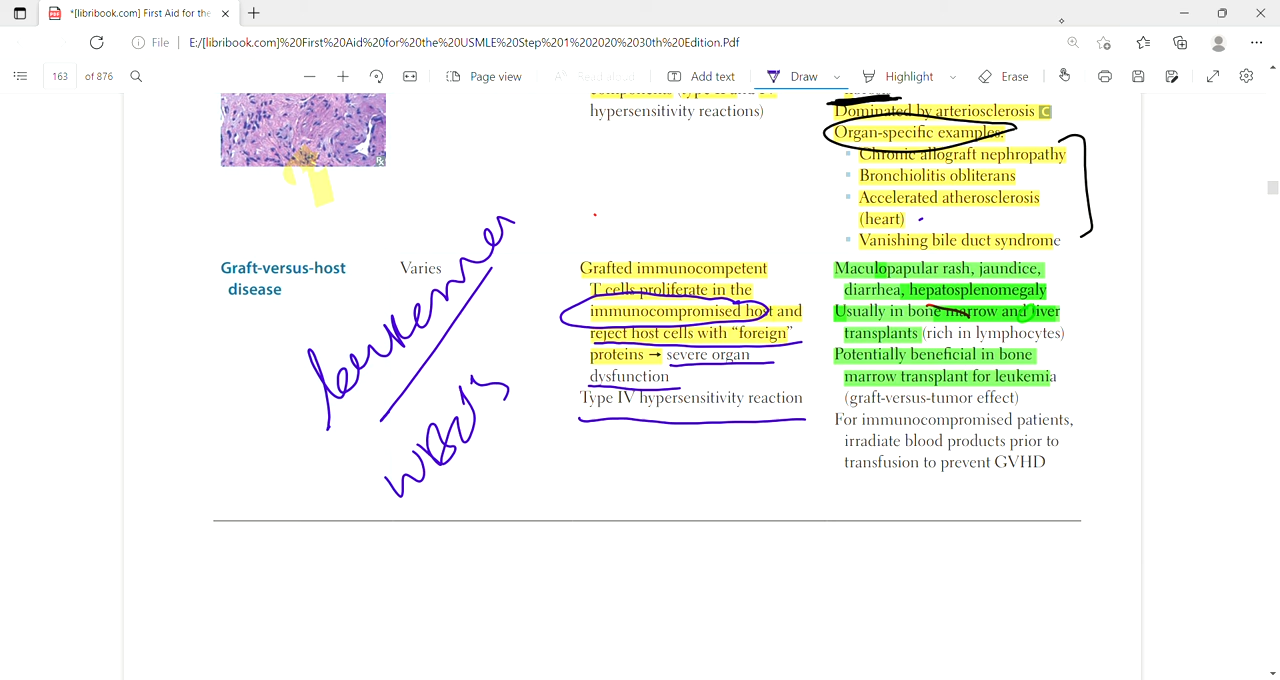 *[libribook.com] First Aid for the
File
E:/[libribook.com]%20First%20Aid%20for%20the%20USMLE%20Step%201%202020%2030th%20Edition.Pdf
163 of 876
Page view
Read aloud
Add text
Draw
Highlight
Erase
hypersensitivity reactions)
Dominated by arteriosclerosis C
Organ-specific examples:
Chronic allograft nephropathy
Bronchiolitis obliterans
Accelerated atherosclerosis
(heart)
Vanishing bile duct syndrome
Graft-versus-host
disease
Varies
Grafted immunocompetent
T cells proliferate in the
immunocompromised host and
reject host cells with “foreign”
proteins → severe organ
dysfunction
Type IV hypersensitivity reaction
Maculopapular rash, jaundice,
diarrhea, hepatosplenomegaly
Usually in bone marrow and liver
transplants (rich in lymphocytes)
Potentially beneficial in bone
marrow transplant for leukemia
(graft-versus-tumor effect)
For immunocompromised patients,
irradiate blood products prior to
transfusion to prevent GVHD